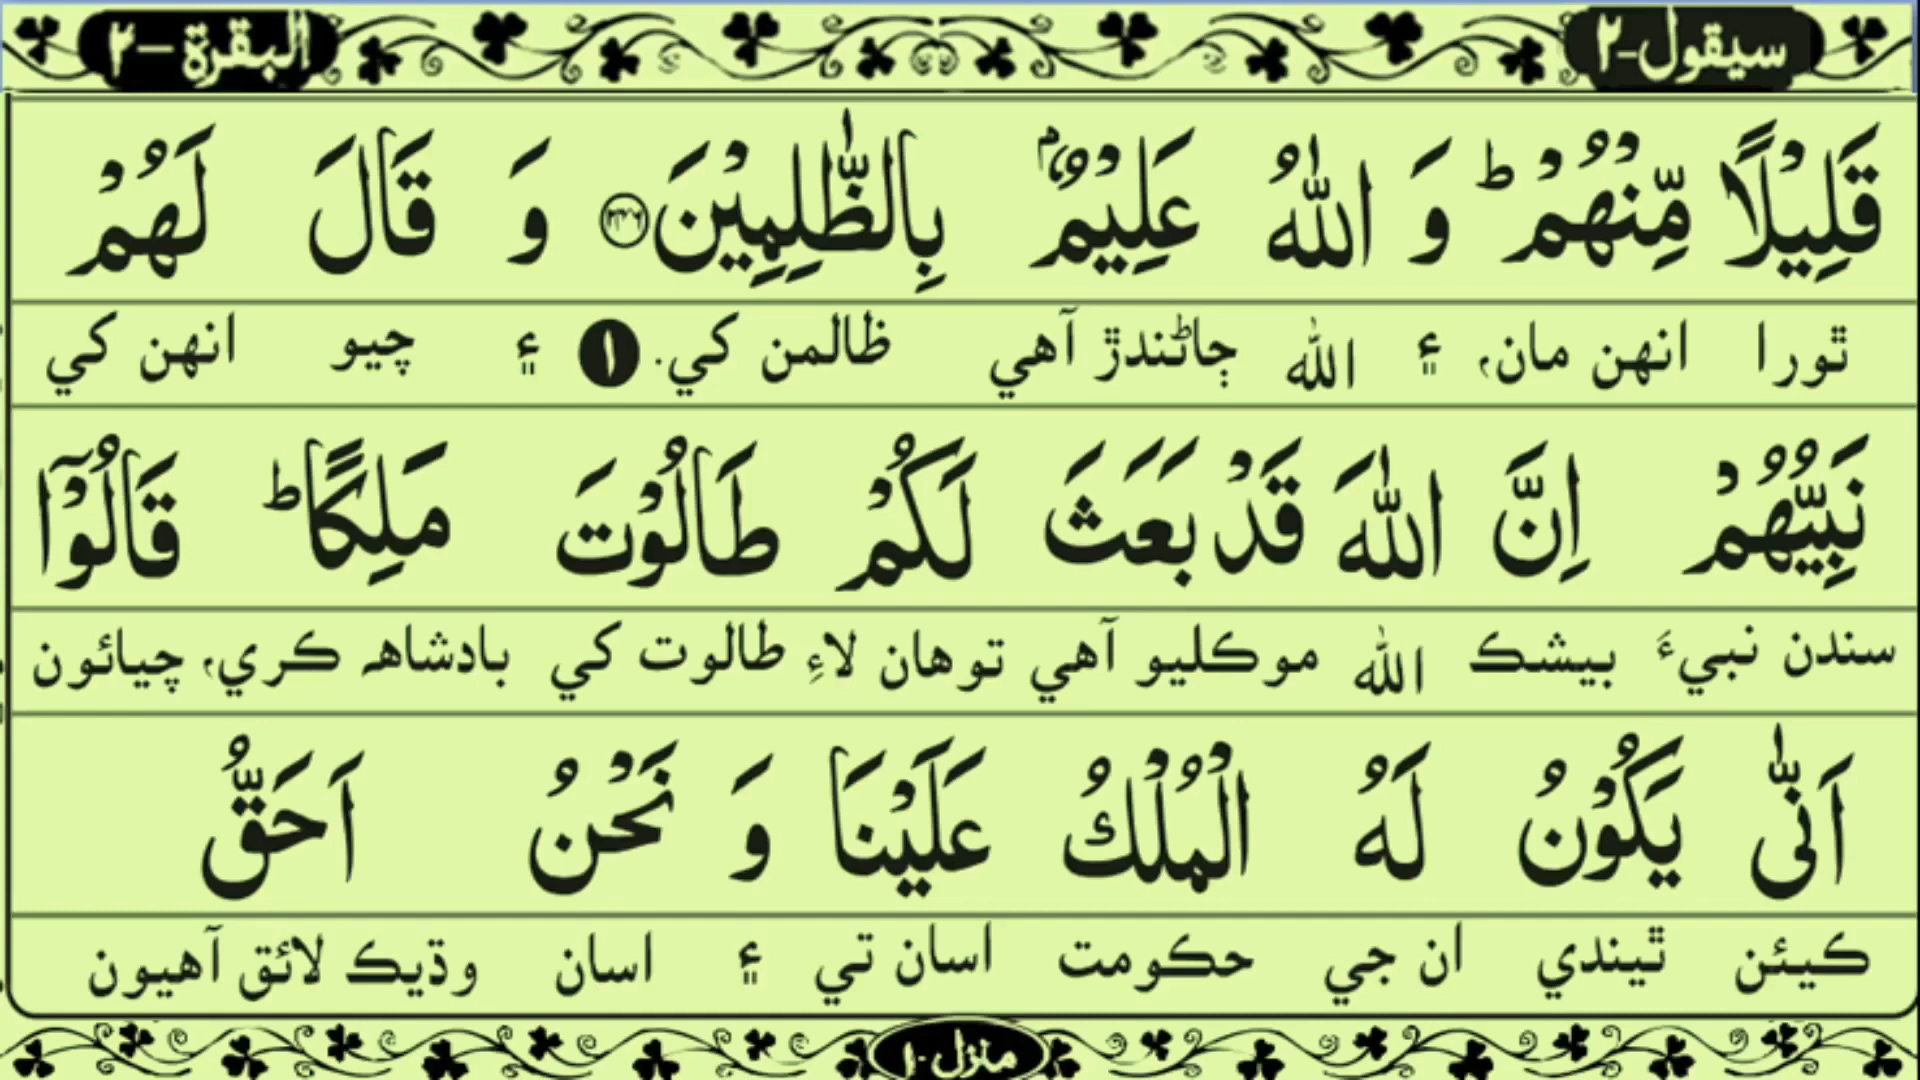 سيقول-٢ البقرة-٢
قَلِيْلًا مِّنْهُمْ ؕ وَ اللّٰهُ عَلِيْمٌۢ بِالظّٰلِمِيْنَ ﴿۲۴۶﴾ وَ قَالَ لَهُمْ
ٿورا انهن مان، ۽ الله ڄاڻندڙ آهي ظالمن کي. ١ ۽ چيو انهن کي
نَبِيُّهُمْ اِنَّ اللّٰهَ قَدْ بَعَثَ لَكُمْ طَالُوْتَ مَلِكًا ؕ قَالُوْۤا
سندن نبيءَ بيشڪ الله موڪليو آهي توهان لاءِ طالوت کي بادشاهه ڪري، چيائون
اَنّٰى يَكُوْنُ لَهُ الْمُلْكُ عَلَيْنَا وَ نَحْنُ اَحَقُّ
ڪيئن ٿيندي ان جي حڪومت اسان تي ۽ اسان وڌيڪ لائق آهيون
منزل-١